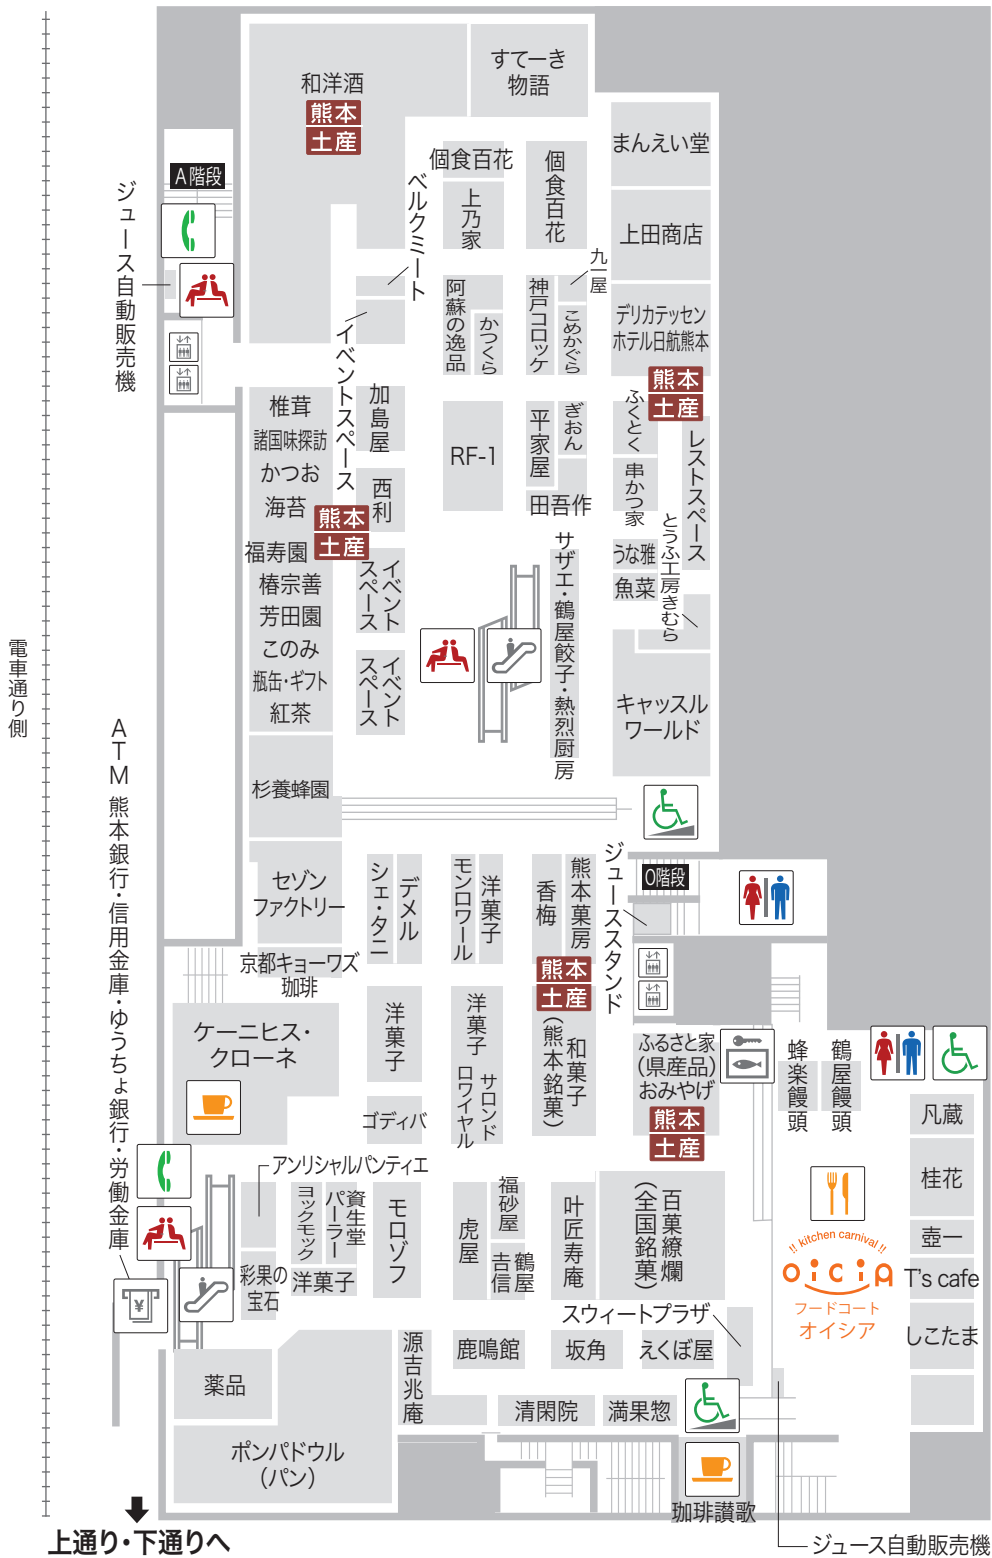 すてーき
物語
和洋酒
熊本
土産
まんえい堂
A階段
個食百花
個食百花
上乃家
ベルクミート
上田商店
ジュース自動販売機
九一屋
阿蘇の逸品
かつくら
神戸コロッケ
こめかぐら
デリカテッセン
ホテル日航熊本
熊本
土産
イベントスペース
加島屋
椎茸
諸国味探訪
かつお
海苔
福寿園
椿宗善
芳田園
このみ
瓶缶・ギフト
紅茶
熊本
土産
西利
RF-1
平家屋
ぎおん
田吾作
ふくとく
串かつ家
レストスペース
うな雅
魚菜
とうふ工房きむら
イベント
スペース
イベント
スペース
サザエ・鶴屋餃子・熱烈厨房
キャッスル
ワールド
電車通り側
杉養蜂園
ATM 熊本銀行・信用金庫・ゆうちょ銀行・労働金庫
セゾン
ファクトリー
シェ・タニ
デメル
モンロワール
洋菓子
香梅
熊本菓房
熊本
土産
ジューススタンド
O階段
京都キョーワズ
珈琲
ケーニヒス・
クローネ
洋菓子
洋菓子
サロンド
ロワイヤル
和菓子
(熊本銘菓)
ゴディバ
ふるさと家
(県産品)
おみやげ
熊本
土産
蜂楽饅頭
鶴屋饅頭
凡蔵
桂花
壺一
T's cafe
しこたま
!! kitchen carnival !!
oicia
フードコート
オイシア
アンリシャルパンティエ
ヨックモック
資生堂
パーラー
洋菓子
モロゾフ
虎屋
福砂屋
鶴屋
吉信
叶匠寿庵
百菓繚爛
(全国銘菓)
彩果の
宝石
¥
スウィートプラザ
薬品
源吉兆庵
鹿鳴館
坂角
えくぼ屋
清閑院
満果惣
ポンパドウル
(パン)
珈琲讃歌
上通り・下通りへ
ジュース自動販売機